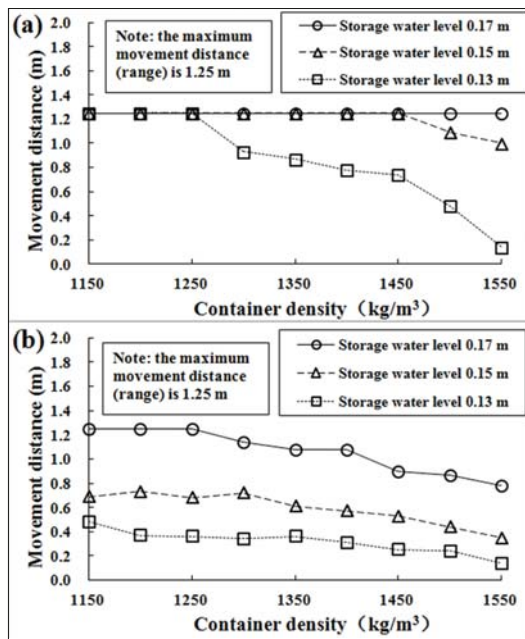 (a)
Note: the maximum
movement distance
(range) is 1.25 m
Storage water level 0.17 m
Storage water level 0.15 m
Storage water level 0.13 m
Movement distance (m)
2.0
1.8
1.6
1.4
1.2
1.0
0.8
0.6
0.4
0.2
0.0
1150
1250
1350
1450
1550
Container density（kg/m³）
(b)
Note: the maximum
movement distance
(range) is 1.25 m
Storage water level 0.17 m
Storage water level 0.15 m
Storage water level 0.13 m
Movement distance (m)
2.0
1.8
1.6
1.4
1.2
1.0
0.8
0.6
0.4
0.2
0.0
1150
1250
1350
1450
1550
Container density（kg/m³）